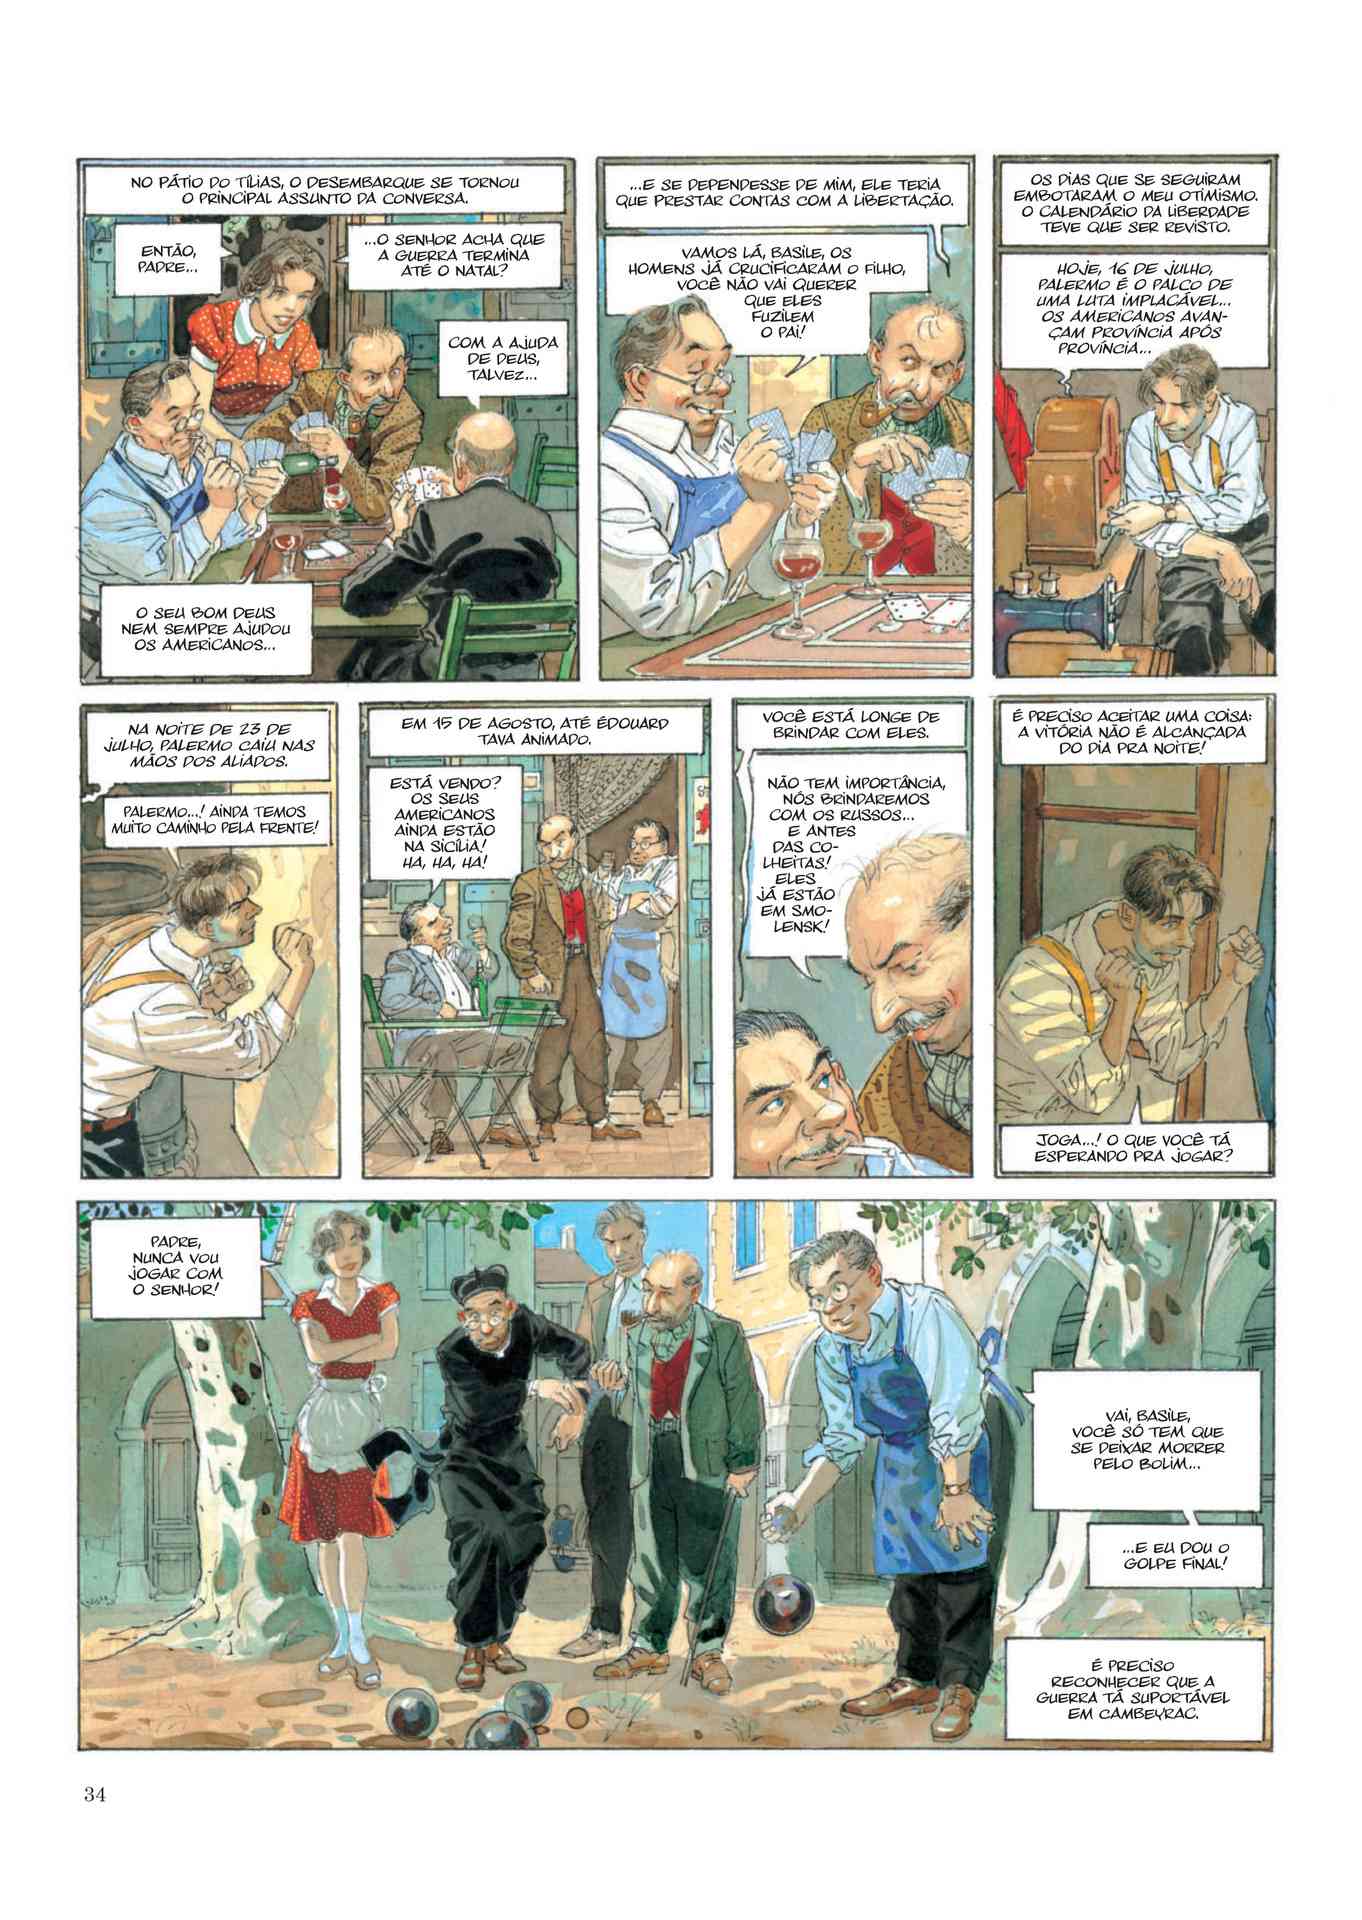 NO PÁTIO DO TÍLIAS, O DESEMBARQUE SE TORNOU
O PRINCIPAL ASSUNTO DA CONVERSA.
ENTÃO,
PADRE...
...O SENHOR ACHA QUE
A GUERRA TERMINA
ATÉ O NATAL?
COM A AJUDA
DE DEUS,
TALVEZ...
O SEU BOM DEUS
NEM SEMPRE AJUDOU
OS AMERICANOS...
...E SE DEPENDESSE DE MIM, ELE TERIA
QUE PRESTAR CONTAS COM A LIBERTAÇÃO.
VAMOS LÁ, BASILE, OS
HOMENS JÁ CRUCIFICARAM O FILHO,
VOCÊ NÃO VAI QUERER
QUE ELES
FUZILEM
O PAI!
OS DIAS QUE SE SEGUIRAM
EMBOTARAM O MEU OTIMISMO.
O CALENDÁRIO DA LIBERDADE
TEVE QUE SER REVISTO.
HOJE, 16 DE JULHO,
PALERMO É O PALCO DE
UMA LUTA IMPLACÁVEL...
OS AMERICANOS AVAN-
ÇAM PROVÍNCIA APÓS
PROVÍNCIA...
NA NOITE DE 23 DE
JULHO, PALERMO CAIU NAS
MÃOS DOS ALIADOS.
PALERMO...! AINDA TEMOS
MUITO CAMINHO PELA FRENTE!
EM 15 DE AGOSTO, ATÉ ÉDOUARD
TAVA ANIMADO.
ESTÁ VENDO?
OS SEUS
AMERICANOS
AINDA ESTÃO
NA SICÍLIA!
HA, HA, HA!
VOCÊ ESTÁ LONGE DE
BRINDAR COM ELES.
NÃO TEM IMPORTÂNCIA,
NÓS BRINDAREMOS
COM OS RUSSOS...
E ANTES
DAS CO-
LHEITAS!
ELES
JÁ ESTÃO
EM SMO-
LENSK!
É PRECISO ACEITAR UMA COISA:
A VITÓRIA NÃO É ALCANÇADA
DO DIA PRA NOITE!
JOGA...! O QUE VOCÊ TÁ
ESPERANDO PRA JOGAR?
PADRE,
NUNCA VOU
JOGAR COM
O SENHOR!
VAI, BASILE,
VOCÊ SÓ TEM QUE
SE DEIXAR MORRER
PELO BOLIM...
...E EU DOU O
GOLPE FINAL!
É PRECISO
RECONHECER QUE A
GUERRA TÁ SUPORTÁVEL
EM CAMBEYRAC.
34